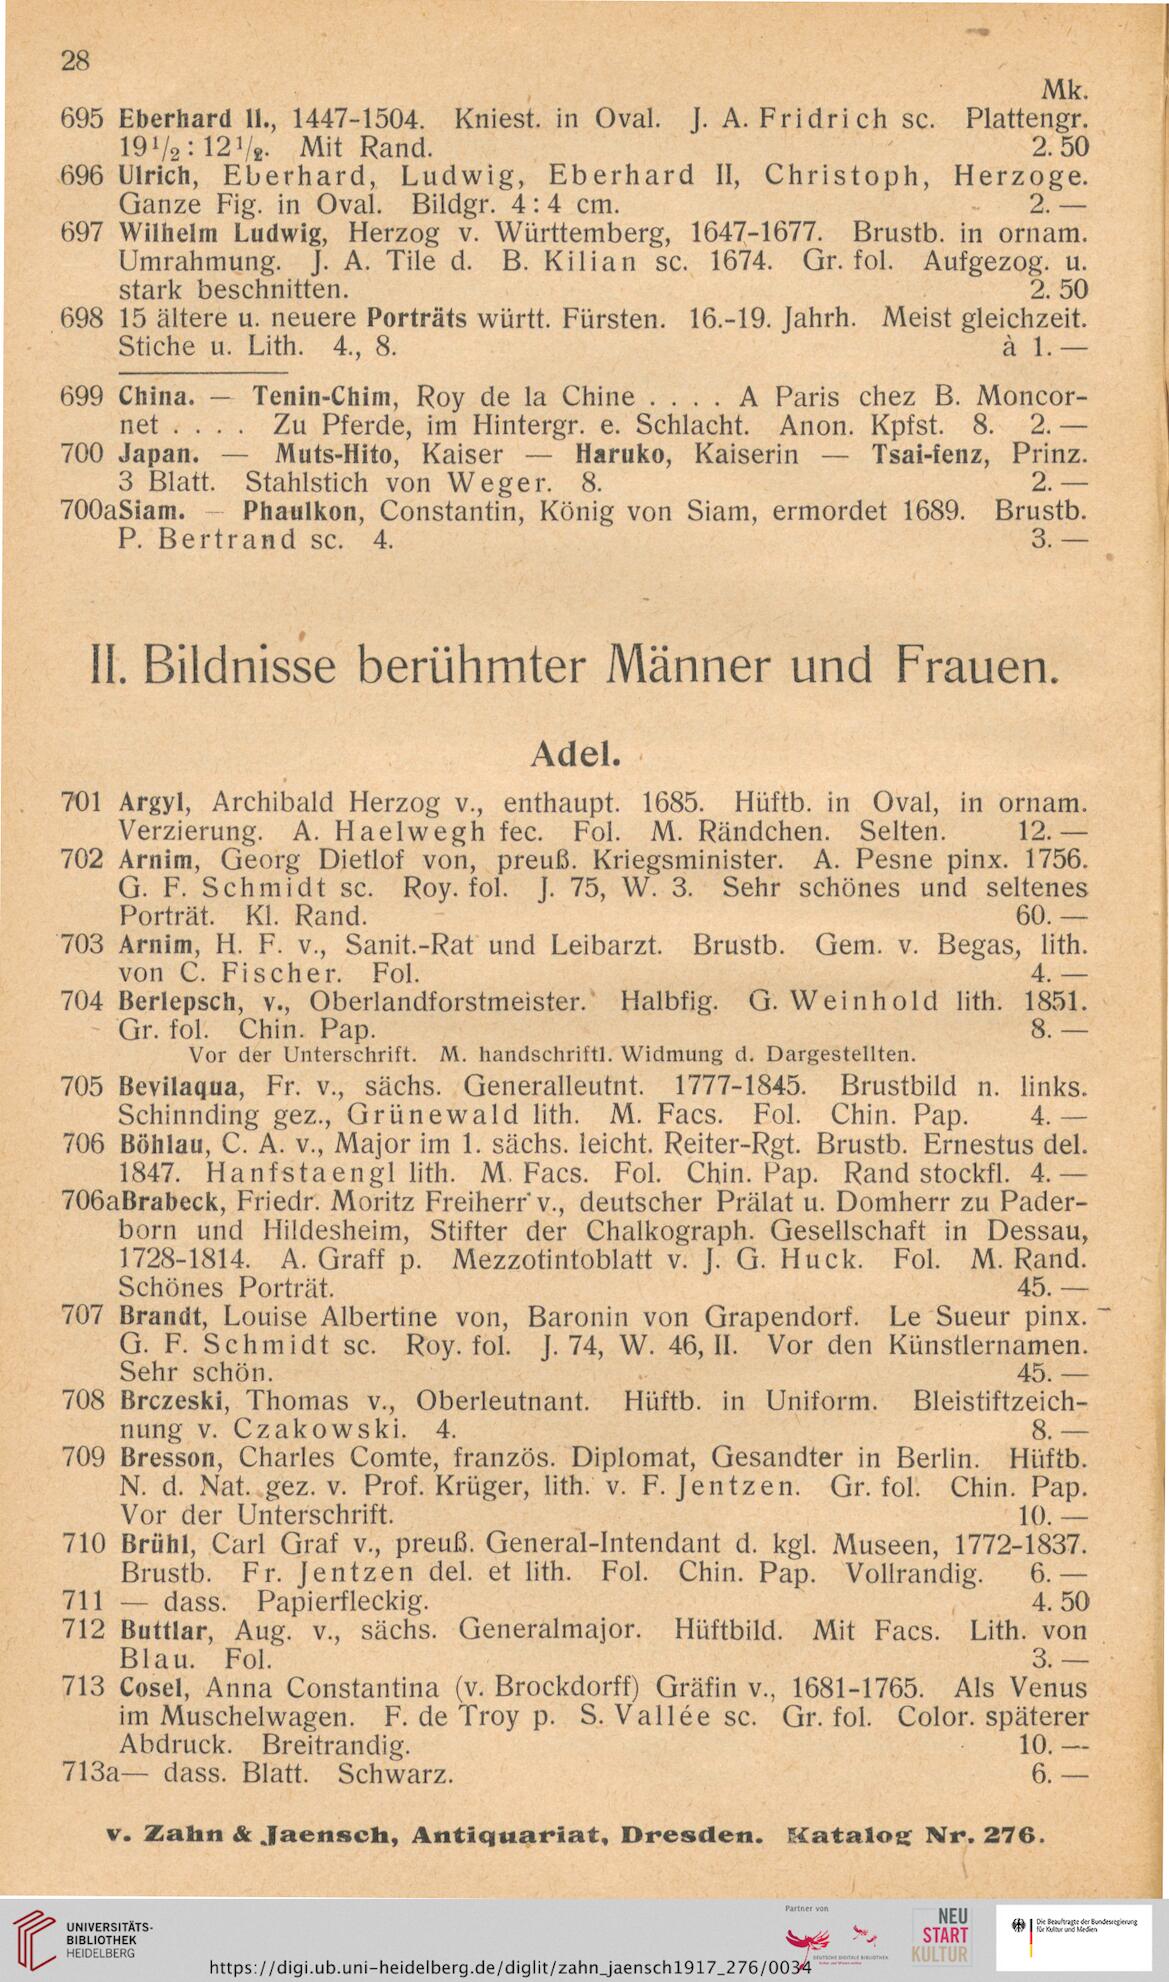 28
Mk.
695 Eberhard II., 1447-1504. Kniest. in Oval. J. A. Fridrich sc. Plattengr.
19¹/₂ : 12¹/₂. Mit Rand. 2. 50
696 Ulrich, Eberhard, Ludwig, Eberhard II, Christoph, Herzoge.
Ganze Fig. in Oval. Bildgr. 4 : 4 cm. 2. —
697 Wilhelm Ludwig, Herzog v. Württemberg, 1647-1677. Brustb. in ornam.
Umrahmung. J. A. Tile d. B. Kilian sc. 1674. Gr. fol. Aufgezog. u.
stark beschnitten. 2. 50
698 15 ältere u. neuere Porträts württ. Fürsten. 16.-19. Jahrh. Meist gleichzeit.
Stiche u. Lith. 4., 8. à 1. —
699 China. — Tenin-Chim, Roy de la Chine . . . . A Paris chez B. Moncor-
net . . . . Zu Pferde, im Hintergr. e. Schlacht. Anon. Kpfst. 8. 2. —
700 Japan. — Muts-Hito, Kaiser — Haruko, Kaiserin — Tsai-fenz, Prinz.
3 Blatt. Stahlstich von Weger. 8. 2. —
700a Siam. — Phaulkon, Constantin, König von Siam, ermordet 1689. Brustb.
P. Bertrand sc. 4. 3. —
II. Bildnisse berühmter Männer und Frauen.
Adel.
701 Argyl, Archibald Herzog v., enthaupt. 1685. Hüftb. in Oval, in ornam.
Verzierung. A. Haelwegh fec. Fol. M. Rändchen. Selten. 12. —
702 Arnim, Georg Dietlof von, preuß. Kriegsminister. A. Pesne pinx. 1756.
G. F. Schmidt sc. Roy. fol. J. 75, W. 3. Sehr schönes und seltenes
Porträt. Kl. Rand. 60. —
703 Arnim, H. F. v., Sanit.-Rat und Leibarzt. Brustb. Gem. v. Begas, lith.
von C. Fischer. Fol. 4. —
704 Berlepsch, v., Oberlandforstmeister. Halbfig. G. Weinhold lith. 1851.
Gr. fol. Chin. Pap. 8. —
Vor der Unterschrift. M. handschriftl. Widmung d. Dargestellten.
705 Bevilaqua, Fr. v., sächs. Generalleutnt. 1777-1845. Brustbild n. links.
Schinnding gez., Grünewald lith. M. Facs. Fol. Chin. Pap. 4. —
706 Böhlau, C. A. v., Major im 1. sächs. leicht. Reiter-Rgt. Brustb. Ernestus del.
1847. Hanfstaengl lith. M. Facs. Fol. Chin. Pap. Rand stockfl. 4. —
706a Brabeck, Friedr. Moritz Freiherr v., deutscher Prälat u. Domherr zu Pader-
born und Hildesheim, Stifter der Chalkograph. Gesellschaft in Dessau,
1728-1814. A. Graff p. Mezzotintoblatt v. J. G. Huck. Fol. M. Rand.
Schönes Porträt. 45. —
707 Brandt, Louise Albertine von, Baronin von Grapendorf. Le Sueur pinx.
G. F. Schmidt sc. Roy. fol. J. 74, W. 46, II. Vor den Künstlernamen.
Sehr schön. 45. —
708 Brczeski, Thomas v., Oberleutnant. Hüftb. in Uniform. Bleistiftzeich-
nung v. Czakowski. 4. 8. —
709 Bresson, Charles Comte, französ. Diplomat, Gesandter in Berlin. Hüftb.
N. d. Nat. gez. v. Prof. Krüger, lith. v. F. Jentzen. Gr. fol. Chin. Pap.
Vor der Unterschrift. 10. —
710 Brühl, Carl Graf v., preuß. General-Intendant d. kgl. Museen, 1772-1837.
Brustb. Fr. Jentzen del. et lith. Fol. Chin. Pap. Vollrandig. 6. —
711 — dass. Papierfleckig. 4. 50
712 Buttlar, Aug. v., sächs. Generalmajor. Hüftbild. Mit Facs. Lith. von
Blau. Fol. 3. —
713 Cosel, Anna Constantina (v. Brockdorff) Gräfin v., 1681-1765. Als Venus
im Muschelwagen. F. de Troy p. S. Vallée sc. Gr. fol. Color. späterer
Abdruck. Breitrandig. 10. —
713a — dass. Blatt. Schwarz. 6. —
v. Zahn & Jaensch, Antiquariat, Dresden. Katalog Nr. 276.
UNIVERSITÄTS-
BIBLIOTHEK
HEIDELBERG
https://digi.ub.uni-heidelberg.de/diglit/zahn_jaensch1917_276/0034
Partner von
DEUTSCHE DIGITALE BIBLIOTHEK
NEU
START
KULTUR
Die Beauftragte der Bundesregierung
für Kultur und Medien